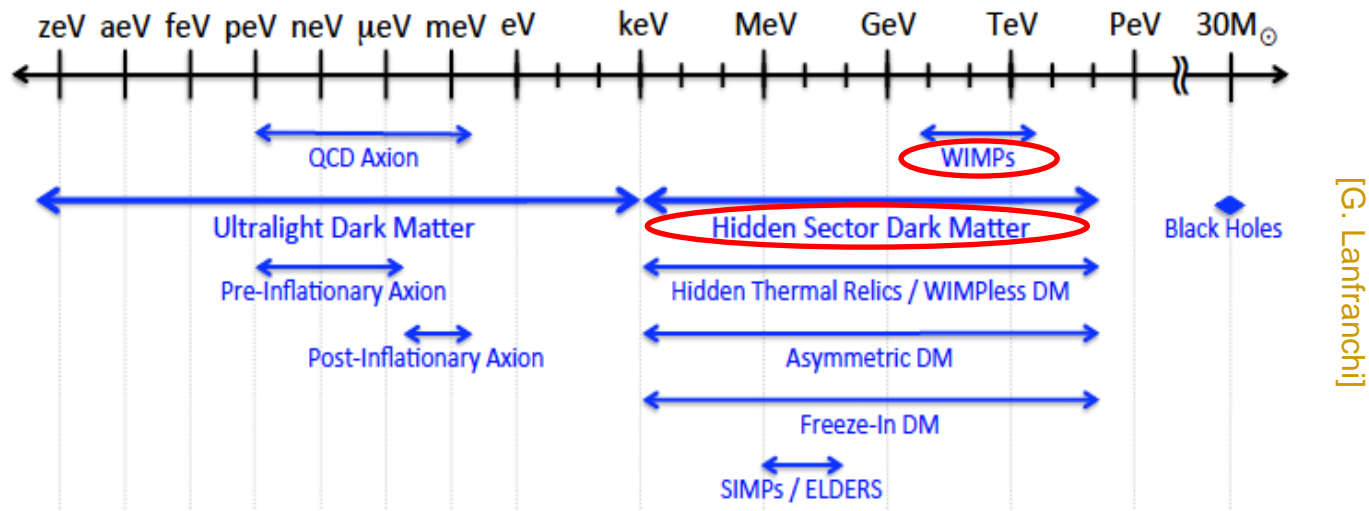 zeV aeV feV peV neV μeV meV eV keV MeV GeV TeV PeV 30M☉
QCD Axion
WIMPs
Ultralight Dark Matter
Hidden Sector Dark Matter
Black Holes
Pre-Inflationary Axion
Hidden Thermal Relics / WIMPless DM
Post-Inflationary Axion
Asymmetric DM
Freeze-In DM
SIMPs / ELDERS
[G. Lanfranchi]